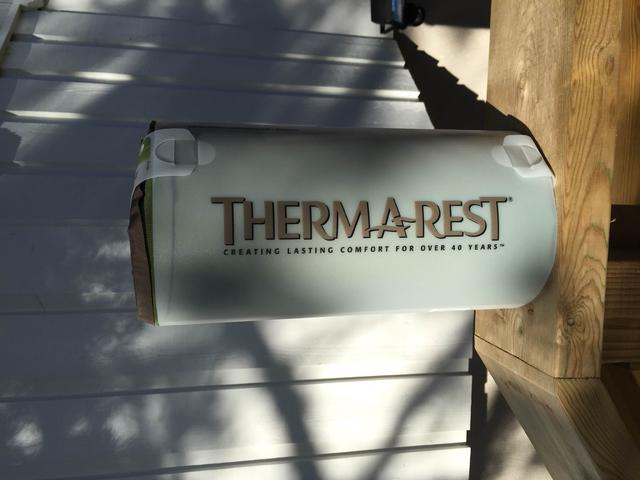 THERMAREST®
CREATING LASTING COMFORT FOR OVER 40 YEARS™